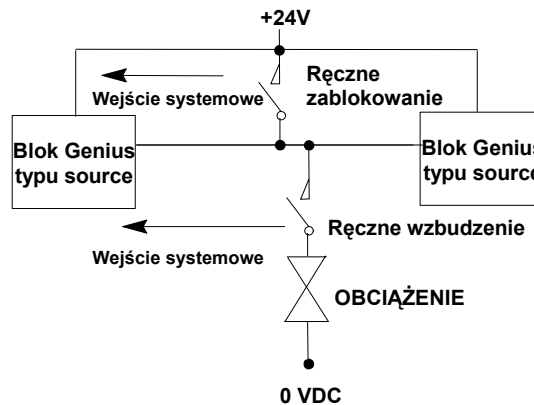 +24V
Ręczne
zablokowanie
Wejście systemowe
Blok Genius
typu source
Blok Genius
typu source
Ręczne wzbudzenie
Wejście systemowe
OBCIĄŻENIE
0 VDC